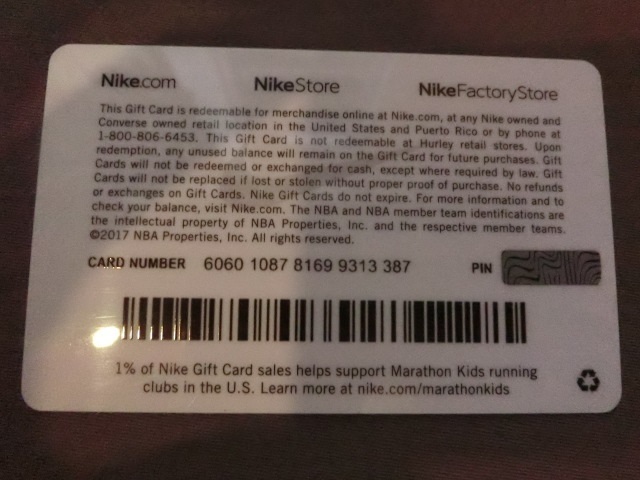 Nike.com NikeStore NikeFactoryStore
This Gift Card is redeemable for merchandise online at Nike.com, at any Nike owned and
Converse owned retail location in the United States and Puerto Rico or by phone at
1-800-806-6453. This Gift Card is not redeemable at Hurley retail stores. Upon
redemption, any unused balance will remain on the Gift Card for future purchases. Gift
Cards will not be redeemed or exchanged for cash, except where required by law. Gift
Cards will not be replaced if lost or stolen without proper proof of purchase. No refunds
or exchanges on Gift Cards. Nike Gift Cards do not expire. For more information and to
check your balance, visit Nike.com. The NBA and NBA member team identifications are
the intellectual property of NBA Properties, Inc. and the respective member teams.
©2017 NBA Properties, Inc. All rights reserved.
CARD NUMBER 6060 1087 8169 9313 387 PIN
1% of Nike Gift Card sales helps support Marathon Kids running
clubs in the U.S. Learn more at nike.com/marathonkids